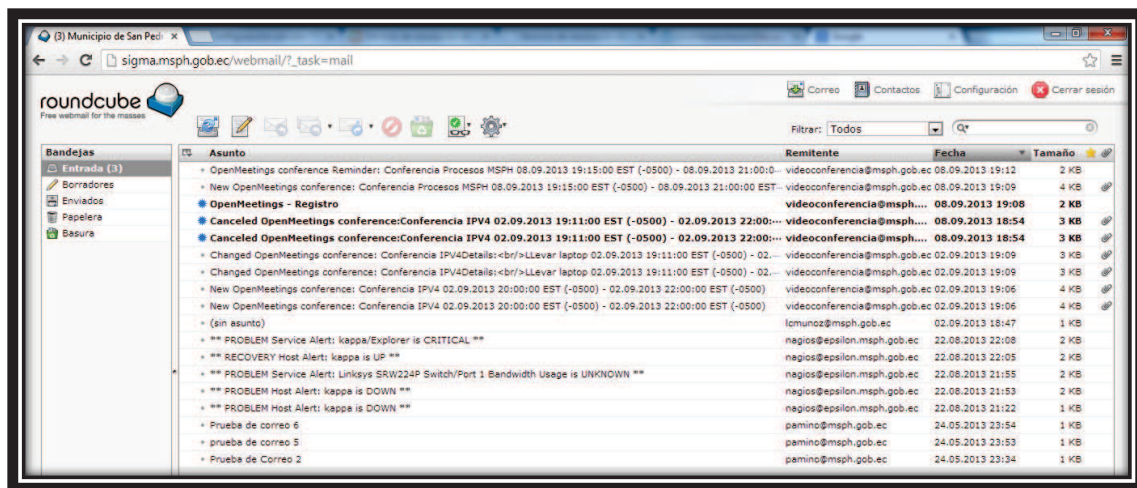 (3) Municipio de San Ped
sigma.msph.gob.ec/webmail/?_task=mail
Correo Contactos Configuración Cerrar sesión
roundcube
Free webmail for the masses
Filtrar: Todos
Bandejas
Entrada (3)
Borradores
Enviados
Papelera
Basura
Asunto Remitente Fecha Tamaño
OpenMeetings conference Reminder: Conferencia Procesos MSPH 08.09.2013 19:15:00 EST (-0500) - 08.09.2013 21:00:0... videoconferencia@msph.gob.ec 08.09.2013 19:12 2 KB
New OpenMeetings conference: Conferencia Procesos MSPH 08.09.2013 19:15:00 EST (-0500) - 08.09.2013 21:00:00 EST... videoconferencia@msph.gob.ec 08.09.2013 19:09 4 KB
OpenMeetings - Registro videoconferencia@msph.... 08.09.2013 19:08 2 KB
Canceled OpenMeetings conference:Conferencia IPV4 02.09.2013 19:11:00 EST (-0500) - 02.09.2013 22:00:... videoconferencia@msph.... 08.09.2013 18:54 3 KB
Canceled OpenMeetings conference:Conferencia IPV4 02.09.2013 19:11:00 EST (-0500) - 02.09.2013 22:00:... videoconferencia@msph.... 08.09.2013 18:54 3 KB
Changed OpenMeetings conference: Conferencia IPV4Details:<br/>LLevar laptop 02.09.2013 19:11:00 EST (-0500) - 02.... videoconferencia@msph.gob.ec 02.09.2013 19:09 3 KB
Changed OpenMeetings conference: Conferencia IPV4Details:<br/>LLevar laptop 02.09.2013 19:11:00 EST (-0500) - 02.... videoconferencia@msph.gob.ec 02.09.2013 19:09 3 KB
New OpenMeetings conference: Conferencia IPV4 02.09.2013 20:00:00 EST (-0500) - 02.09.2013 22:00:00 EST (-0500) videoconferencia@msph.gob.ec 02.09.2013 19:06 4 KB
New OpenMeetings conference: Conferencia IPV4 02.09.2013 20:00:00 EST (-0500) - 02.09.2013 22:00:00 EST (-0500) videoconferencia@msph.gob.ec 02.09.2013 19:06 4 KB
(sin asunto) lcmunoz@msph.gob.ec 02.09.2013 18:47 1 KB
** PROBLEM Service Alert: kappa/Explorer is CRITICAL ** nagios@epsilon.msph.gob.ec 22.08.2013 22:08 1 KB
** RECOVERY Host Alert: kappa is UP ** nagios@epsilon.msph.gob.ec 22.08.2013 22:05 1 KB
** PROBLEM Service Alert: Linksys SRW224P Switch/Port 1 Bandwidth Usage is UNKNOWN ** nagios@epsilon.msph.gob.ec 22.08.2013 21:55 2 KB
** PROBLEM Host Alert: kappa is DOWN ** nagios@epsilon.msph.gob.ec 22.08.2013 21:53 2 KB
** PROBLEM Host Alert: kappa is DOWN ** nagios@epsilon.msph.gob.ec 22.08.2013 21:22 1 KB
Prueba de correo 6 pamino@msph.gob.ec 24.05.2013 23:54 1 KB
prueba de correo 5 pamino@msph.gob.ec 24.05.2013 23:53 1 KB
Prueba de Correo 2 pamino@msph.gob.ec 24.05.2013 23:34 1 KB